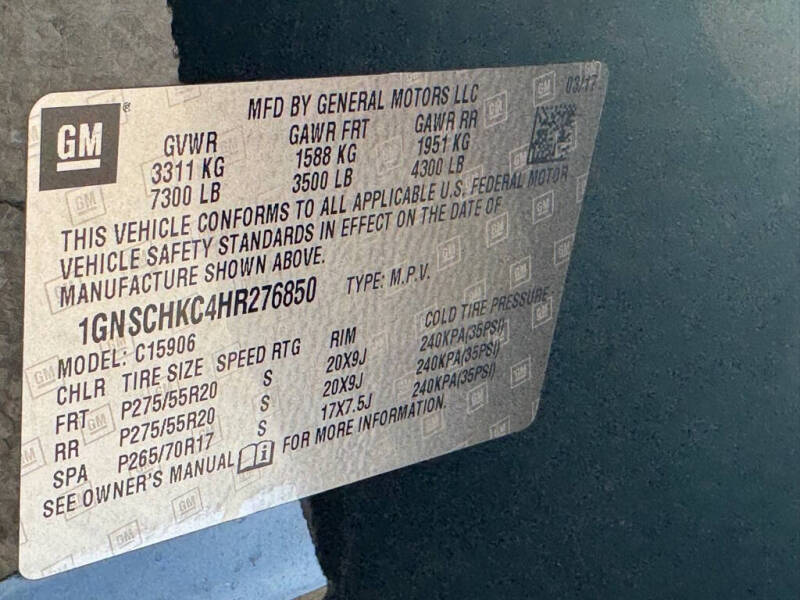 GM®
MFD BY GENERAL MOTORS LLC
03/17
GVWR GAWR FRT GAWR RR
3311 KG 1588 KG 1951 KG
7300 LB 3500 LB 4300 LB
THIS VEHICLE CONFORMS TO ALL APPLICABLE U.S. FEDERAL MOTOR
VEHICLE SAFETY STANDARDS IN EFFECT ON THE DATE OF
MANUFACTURE SHOWN ABOVE.
1GNSCHKC4HR276850 TYPE: M.P.V.
MODEL: C15906
CHLR TIRE SIZE SPEED RTG RIM COLD TIRE PRESSURE
FRT P275/55R20 S 20X9J 240KPA(35PSI)
RR P275/55R20 S 20X9J 240KPA(35PSI)
SPA P265/70R17 S 17X7.5J 240KPA(35PSI)
SEE OWNER'S MANUAL FOR MORE INFORMATION.